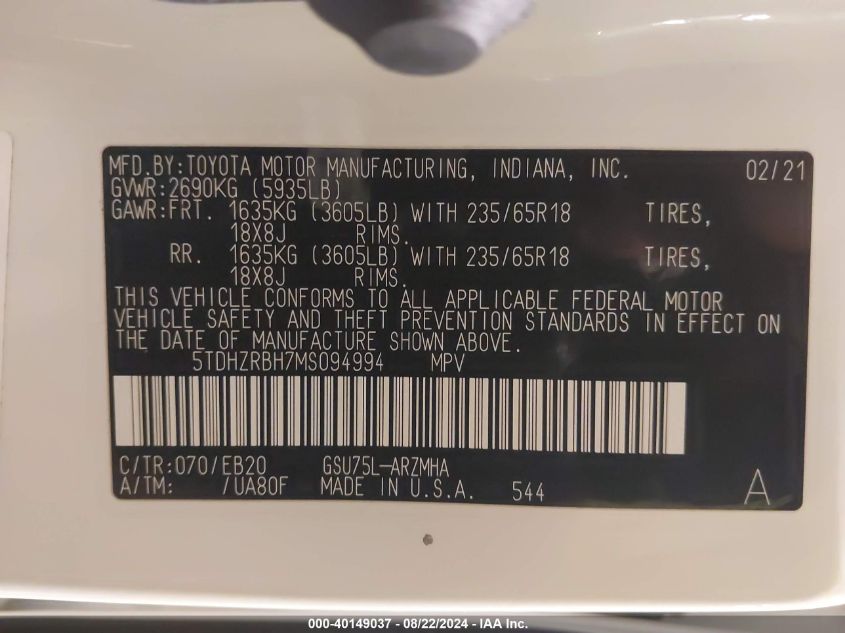 MFD.BY:TOYOTA MOTOR MANUFACTURING, INDIANA, INC. 02/21
GVWR:2690KG (5935LB)
GAWR:FRT. 1635KG (3605LB) WITH 235/65R18 TIRES,
18X8J RIMS.
RR. 1635KG (3605LB) WITH 235/65R18 TIRES,
18X8J RIMS.
THIS VEHICLE CONFORMS TO ALL APPLICABLE FEDERAL MOTOR
VEHICLE SAFETY AND THEFT PREVENTION STANDARDS IN EFFECT ON
THE DATE OF MANUFACTURE SHOWN ABOVE.
5TDHZRBH7MS094994 MPV
C/TR:070/EB20 GSU75L-ARZMHA
A/TM: /UA80F MADE IN U.S.A. 544 A
000-40149037 - 08/22/2024 - IAA Inc.